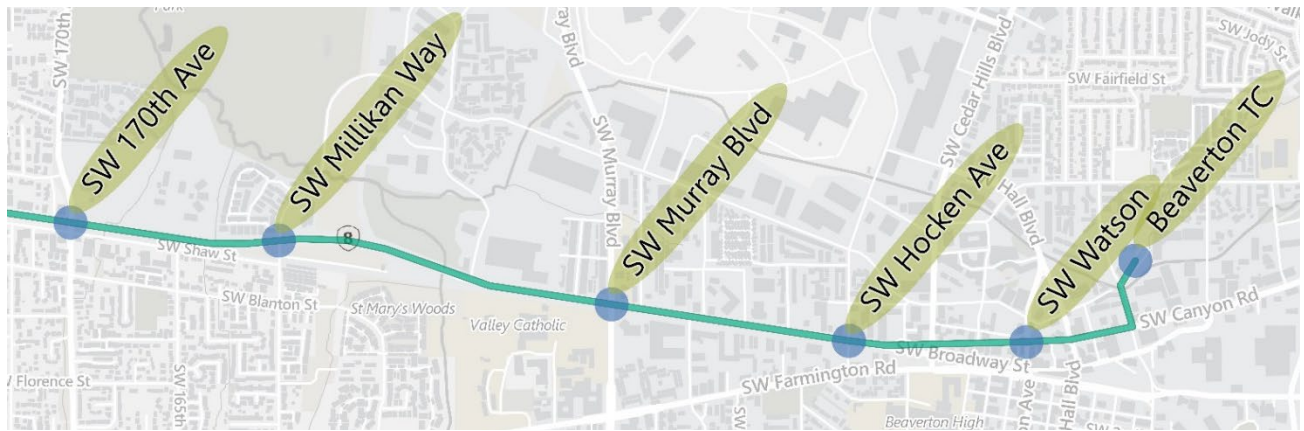 Park
SW 170th Ave
SW 170th Ave
SW Millikan Way
SW Murray Blvd
SW Murray Blvd
SW Cedar Hills Blvd
SW Jody St
SW Fairfield St
Beaverton TC
SW Hocken Ave
Hall Blvd
SW Watson
8
SW Shaw St
SW Blanton St
St Mary's Woods
Valley Catholic
SW Canyon Rd
SW Broadway St
SW Farmington Rd
Florence St
SW 165th
SW
Hall Blvd
Beaverton High